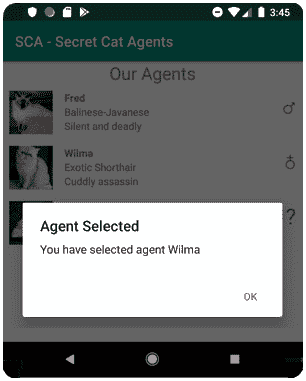 3:45
SCA - Secret Cat Agents
Our Agents
Fred
Balinese-Javanese
Silent and deadly
♂
Wilma
Exotic Shorthair
Cuddly assassin
♁
?
Agent Selected
You have selected agent Wilma
OK